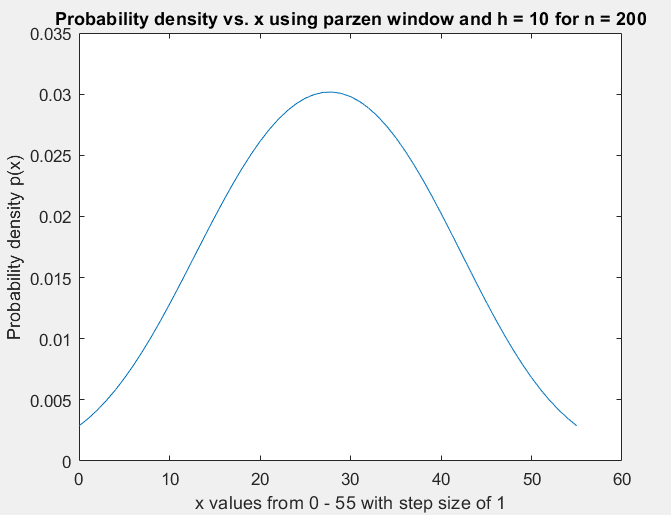 Probability density vs. x using parzen window and h = 10 for n = 200
0.035
0.03
0.025
0.02
0.015
0.01
0.005
0
Probability density p(x)
0 10 20 30 40 50 60
x values from 0 - 55 with step size of 1